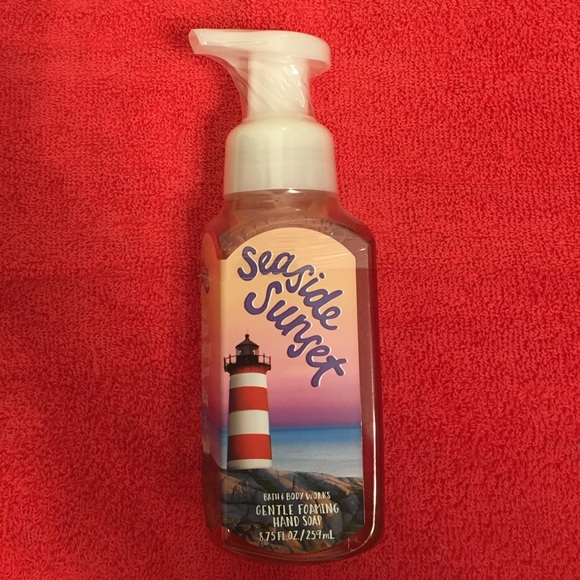 seaside
sunset
BATH & BODY WORKS
GENTLE FOAMING
HAND SOAP
8.75 FL OZ / 259 mL